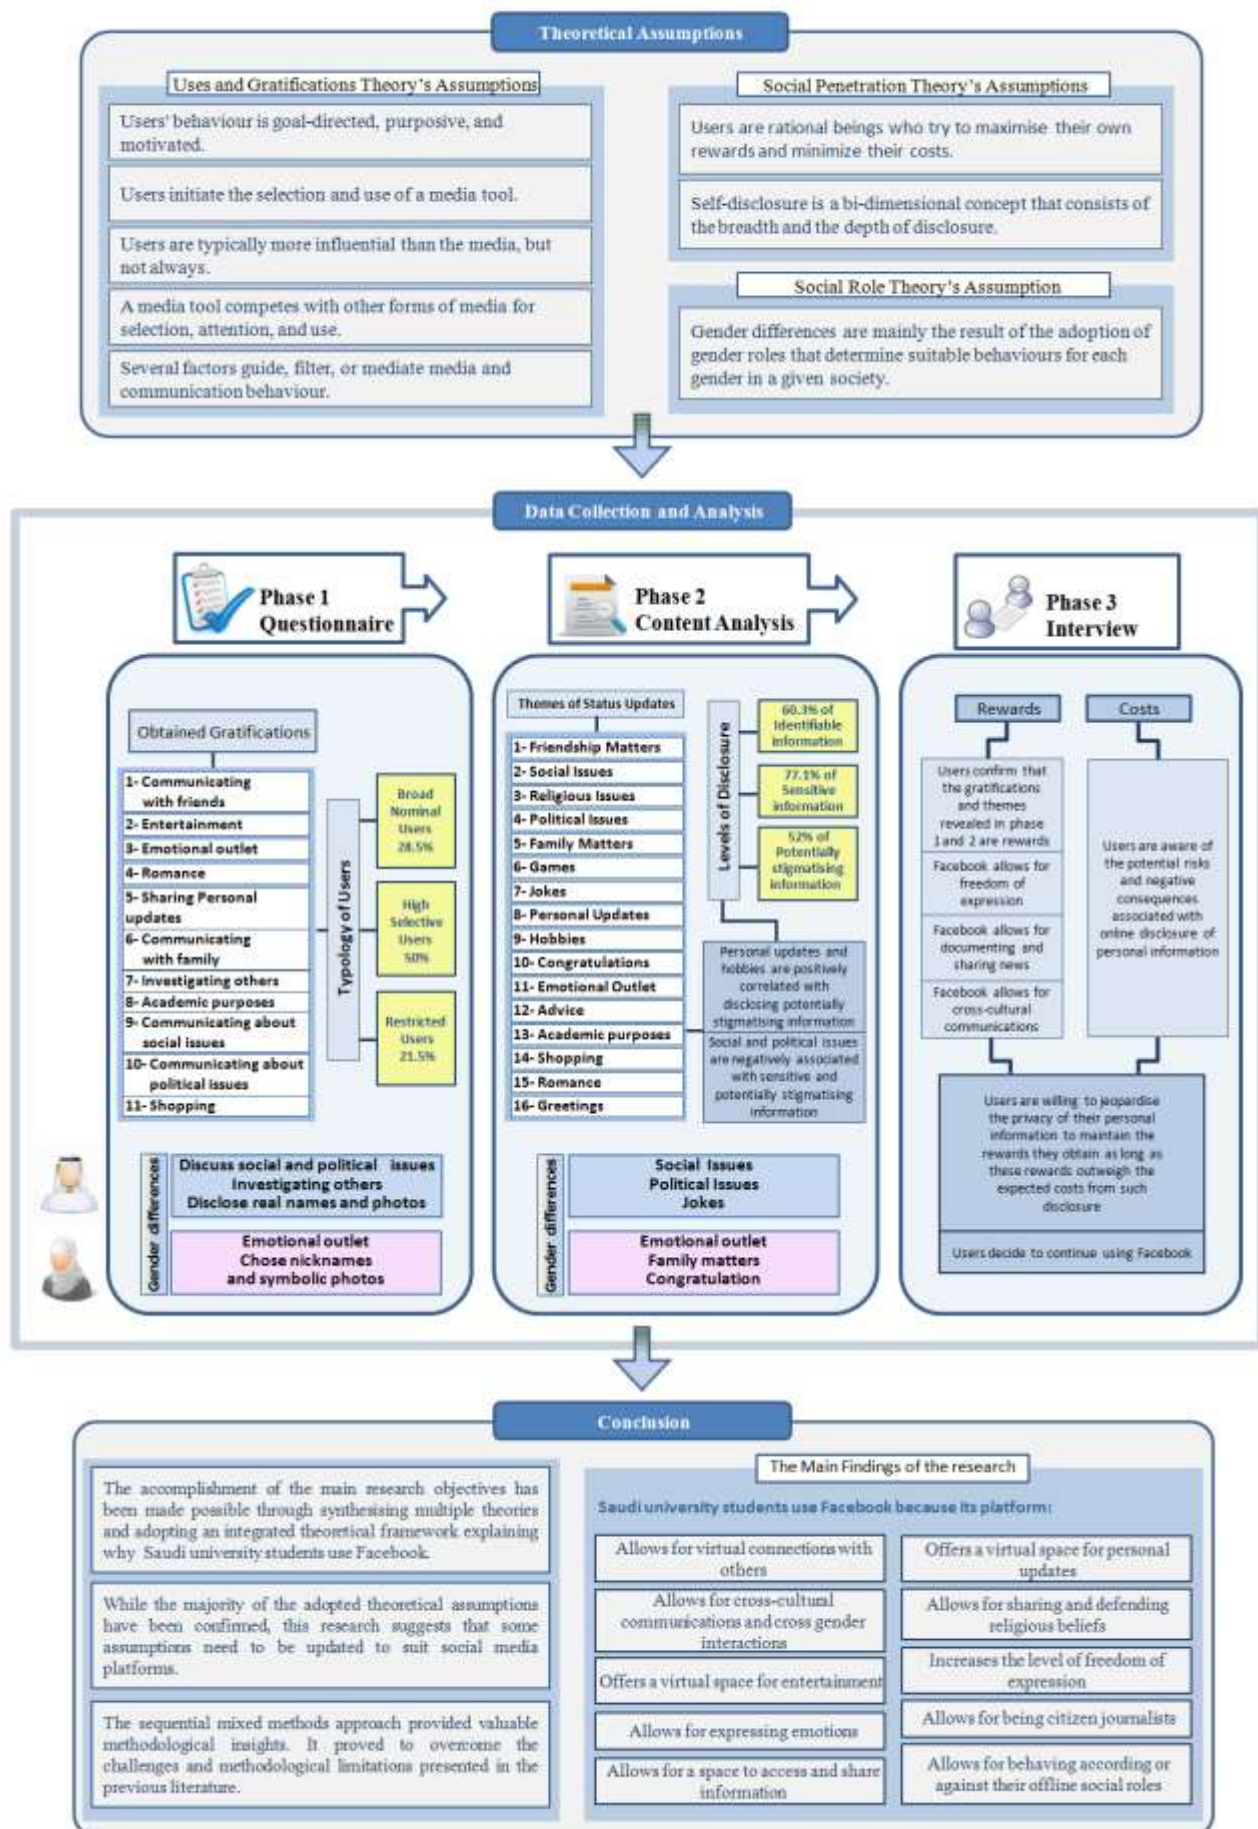 Theoretical Assumptions
Uses and Gratifications Theory's Assumptions
Users' behaviour is goal-directed, purposive, and
motivated.
Users initiate the selection and use of a media tool.
Users are typically more influential than the media, but
not always.
A media tool competes with other forms of media for
selection, attention, and use.
Several factors guide, filter, or mediate media and
communication behaviour.
Social Penetration Theory's Assumptions
Users are rational beings who try to maximise their own
rewards and minimize their costs.
Self-disclosure is a bi-dimensional concept that consists of
the breadth and the depth of disclosure.
Social Role Theory's Assumption
Gender differences are mainly the result of the adoption of
gender roles that determine suitable behaviours for each
gender in a given society.
Data Collection and Analysis
Phase 1
Questionnaire
Obtained Gratifications
1- Communicating
with friends
2- Entertainment
3- Emotional outlet
4- Romance
5- Sharing Personal
updates
6- Communicating
with family
7- Investigating others
8- Academic purposes
9- Communicating about
social issues
10- Communicating about
political issues
11- Shopping
Typology of Users
Broad
Nominal
Users
28.5%
High
Selective
Users
50%
Restricted
Users
21.5%
Gender differences
Discuss social and political issues
Investigating others
Disclose real names and photos
Emotional outlet
Chose nicknames
and symbolic photos
Phase 2
Content Analysis
Themes of Status Updates
1- Friendship Matters
2- Social Issues
3- Religious Issues
4- Political Issues
5- Family Matters
6- Games
7- Jokes
8- Personal Updates
9- Hobbies
10- Congratulations
11- Emotional Outlet
12- Advice
13- Academic purposes
14- Shopping
15- Romance
16- Greetings
Levels of Disclosure
60.3% of
Identifiable
information
77.1% of
Sensitive
information
52% of
Potentially
stigmatising
information
Personal updates and
hobbies are positively
correlated with
disclosing potentially
stigmatising information
Social and political issues
are negatively associated
with sensitive and
potentially stigmatising
information
Gender differences
Social Issues
Political Issues
Jokes
Emotional outlet
Family matters
Congratulation
Phase 3
Interview
Rewards
Users confirm that
the gratifications
and themes
revealed in phase
1 and 2 are rewards
Facebook allows for
freedom of
expression
Facebook allows for
documenting and
sharing news
Facebook allows for
cross-cultural
communications
Costs
Users are aware of
the potential risks
and negative
consequences
associated with
online disclosure of
personal information
Users are willing to jeopardise
the privacy of their personal
information to maintain the
rewards they obtain as long as
these rewards outweigh the
expected costs from such
disclosure
Users decide to continue using Facebook
Conclusion
The accomplishment of the main research objectives has
been made possible through synthesising multiple theories
and adopting an integrated theoretical framework explaining
why Saudi university students use Facebook.
While the majority of the adopted theoretical assumptions
have been confirmed, this research suggests that some
assumptions need to be updated to suit social media
platforms.
The sequential mixed methods approach provided valuable
methodological insights. It proved to overcome the
challenges and methodological limitations presented in the
previous literature.
The Main Findings of the research
Saudi university students use Facebook because its platform:
Allows for virtual connections with
others
Allows for cross-cultural
communications and cross gender
interactions
Offers a virtual space for entertainment
Allows for expressing emotions
Allows for a space to access and share
information
Offers a virtual space for personal
updates
Allows for sharing and defending
religious beliefs
Increases the level of freedom of
expression
Allows for being citizen journalists
Allows for behaving according or
against their offline social roles